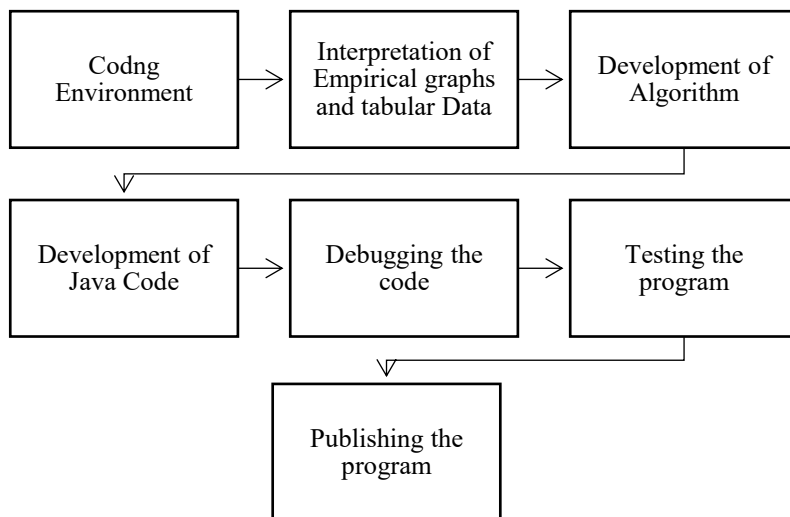 Codng
Environment
Interpretation of
Empirical graphs
and tabular Data
Development of
Algorithm
Development of
Java Code
Debugging the
code
Testing the
program
Publishing the
program